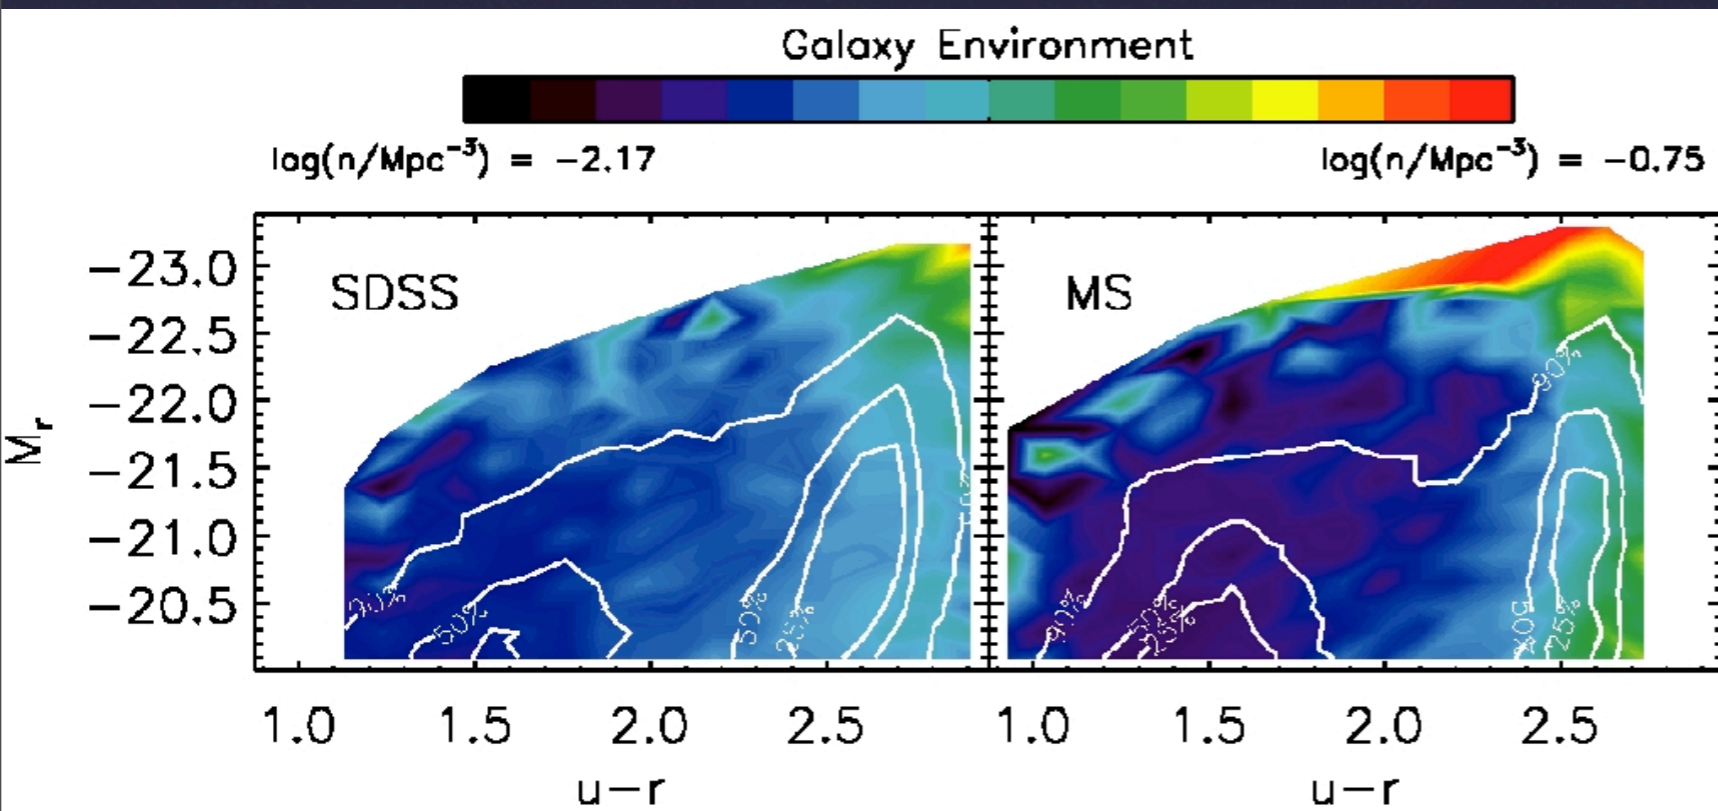 Galaxy Environment
lag(n/Mpc⁻³) = −2.17
log(n/Mpc⁻³) = −0.75
SDSS
MS
−23.0
−22.5
−22.0
−21.5
−21.0
−20.5
Mr
90%
50%
50%
25%
90%
90%
50%
25%
50%
25%
1.0 1.5 2.0 2.5
1.0 1.5 2.0 2.5
u−r
u−r